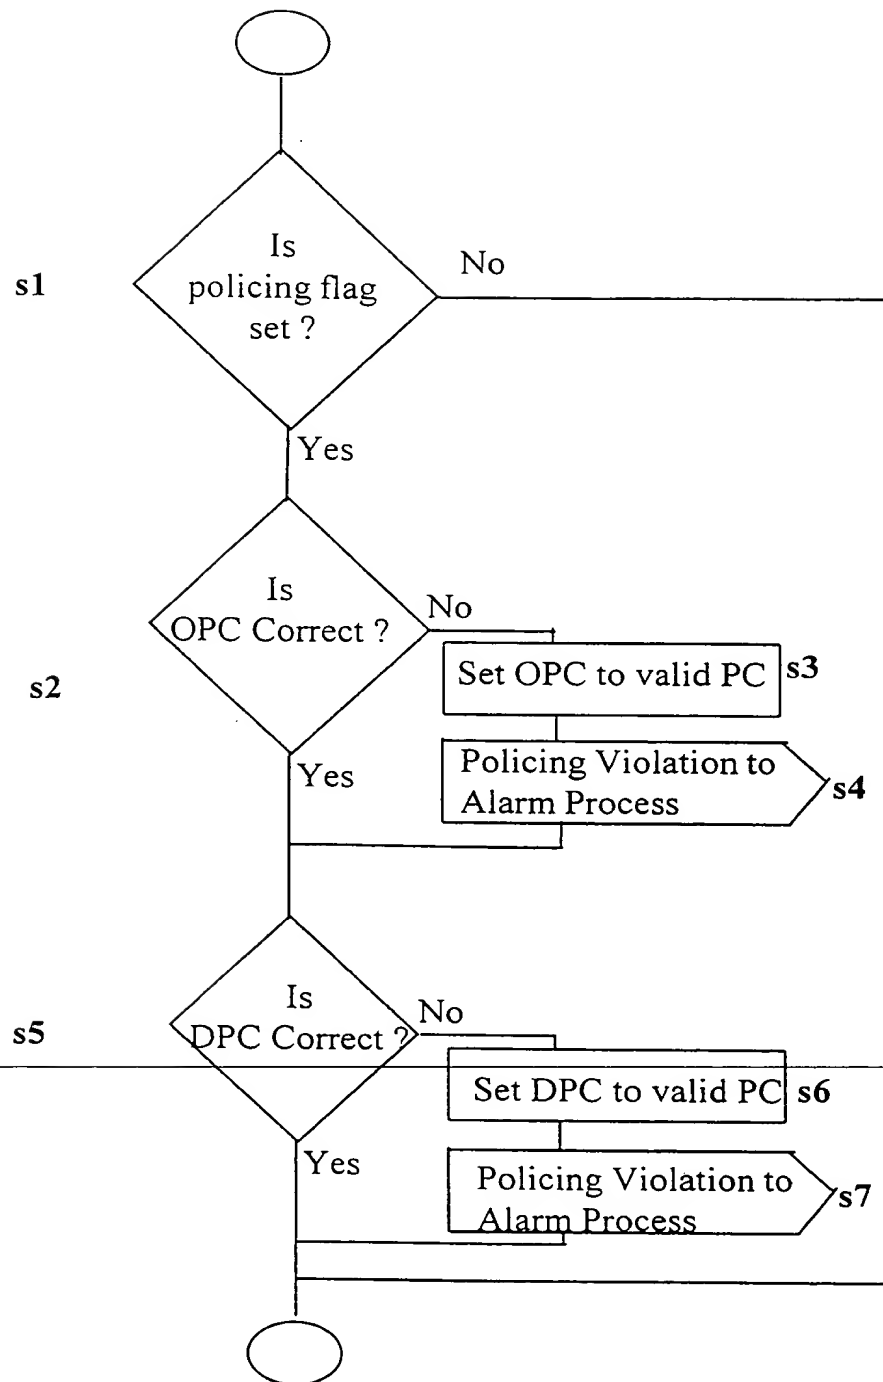 Is
policing flag
set ?
s1
No
Yes
Is
OPC Correct ?
s2
No
Set OPC to valid PC
s3
Policing Violation to
Alarm Process
s4
Yes
Is
DPC Correct ?
s5
No
Set DPC to valid PC
s6
Policing Violation to
Alarm Process
s7
Yes